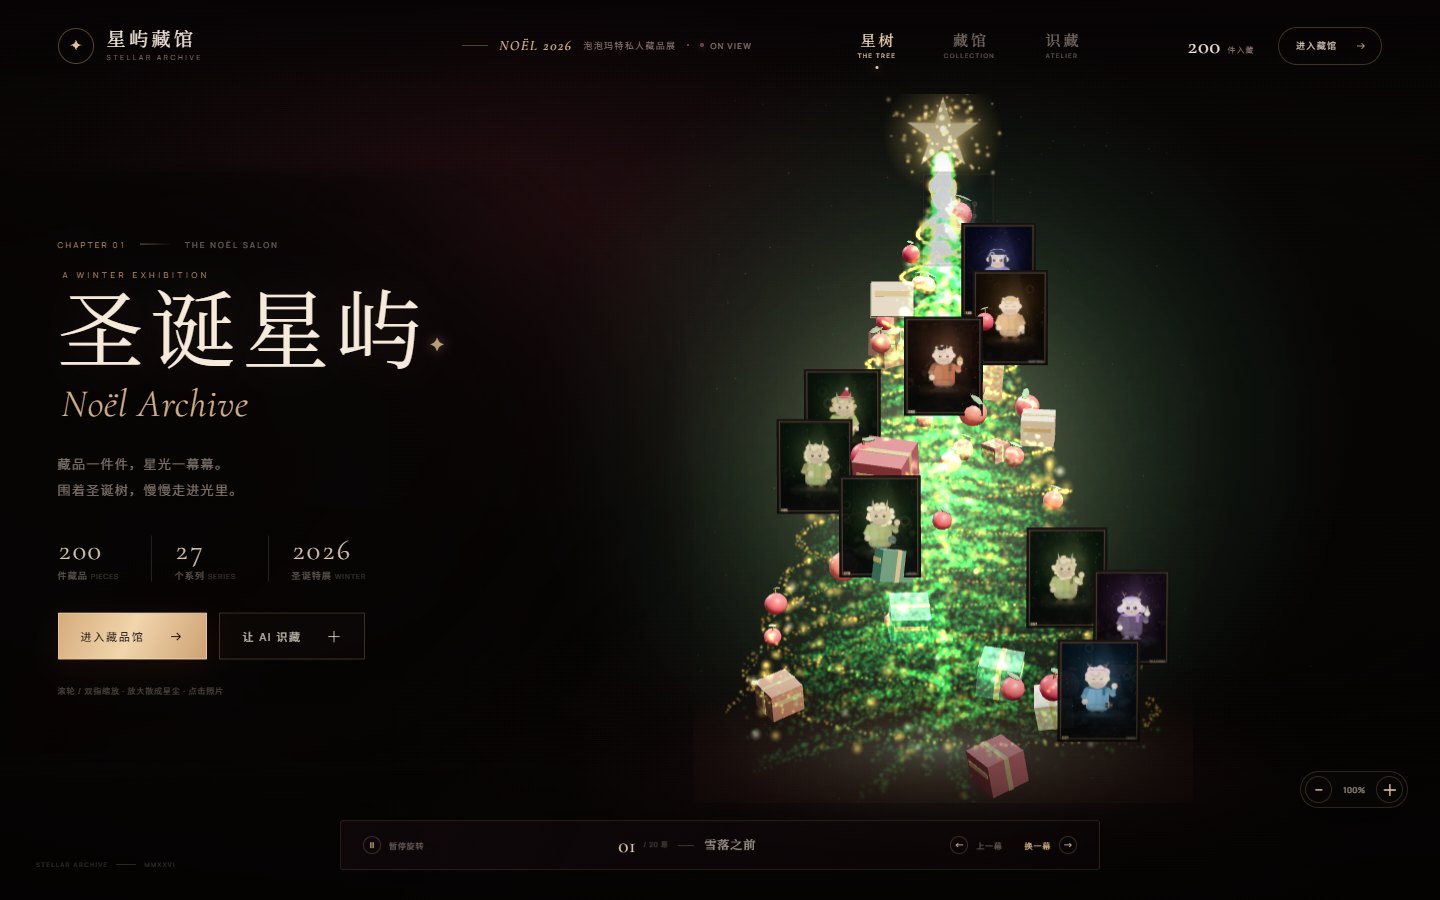 星屿藏馆
STELLAR ARCHIVE
NOËL 2026 泡泡玛特私人藏品展 · ON VIEW
星树
THE TREE
藏馆
COLLECTION
识藏
ATELIER
200 件入藏
进入藏馆 →
CHAPTER 01 THE NOËL SALON
A WINTER EXHIBITION
圣诞星屿
Noël Archive
藏品一件件，星光一幕幕。
围着圣诞树，慢慢走进光里。
200
件藏品 PIECES
27
个系列 SERIES
2026
圣诞特展 WINTER
进入藏品馆 →
让 AI 识藏 +
滚轮 / 双指缩放 · 放大散成星尘 · 点击照片
− 100% +
暂停旋转
01 / 20 幕 — 雪落之前
← 上一幕
换一幕 →
STELLAR ARCHIVE — MMXXVI